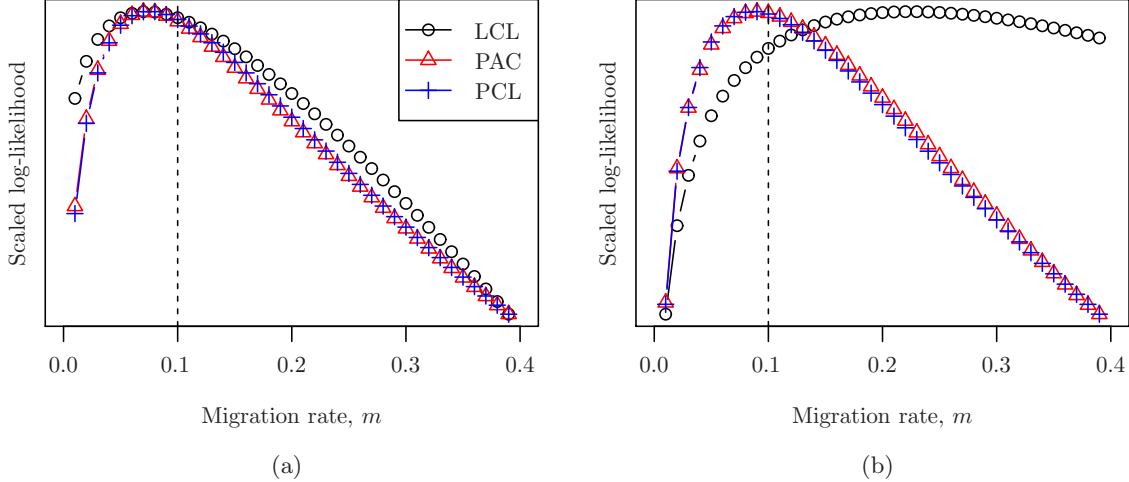 Scaled log-likelihood
LCL
PAC
PCL
0.0
0.1
0.2
0.3
0.4
Migration rate, m
(a)
Scaled log-likelihood
0.0
0.1
0.2
0.3
0.4
Migration rate, m
(b)